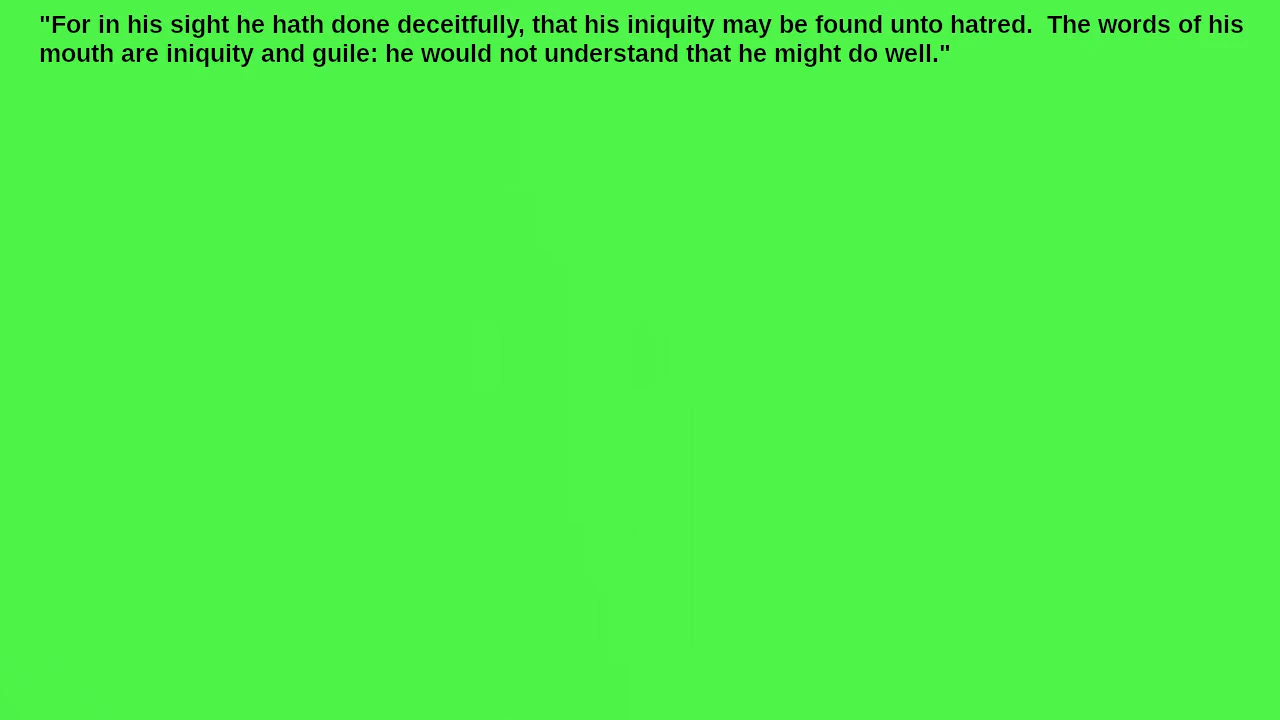 "For in his sight he hath done deceitfully, that his iniquity may be found unto hatred.  The words of his
mouth are iniquity and guile: he would not understand that he might do well."